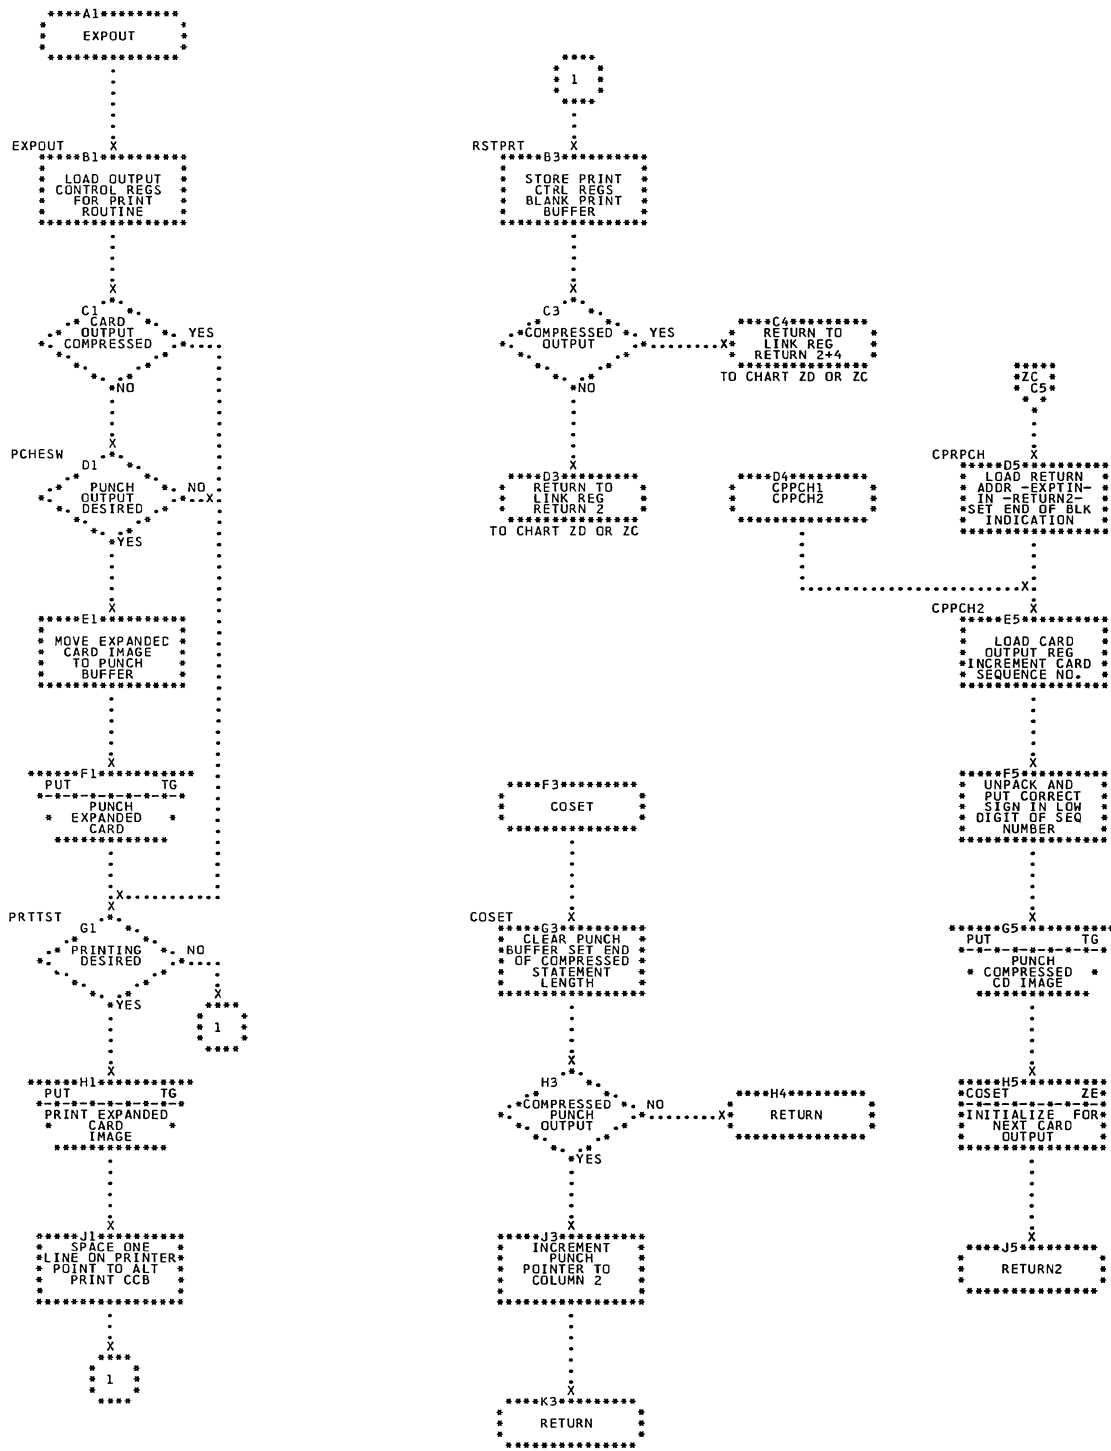 A1
EXPOUT
EXPOUT
B1
LOAD OUTPUT
CONTROL REGS
FOR PRINT
ROUTINE
C1
CARD
OUTPUT
COMPRESSED
YES
NO
PCHESW
D1
PUNCH
OUTPUT
DESIRED
NO
YES
E1
MOVE EXPANDED
CARD IMAGE
TO PUNCH
BUFFER
F1
PUT TG
PUNCH
EXPANDED
CARD
PRTTST
G1
PRINTING
DESIRED
NO
YES
1
H1
PUT TG
PRINT EXPANDED
CARD
IMAGE
J1
SPACE ONE
LINE ON PRINTER
POINT TO ALT
PRINT CCB
1
1
RSTPRT
B3
STORE PRINT
CTRL REGS
BLANK PRINT
BUFFER
C3
COMPRESSED
OUTPUT
YES
NO
C4
RETURN TO
LINK REG
RETURN 2+4
TO CHART ZD OR ZC
D3
RETURN TO
LINK REG
RETURN 2
TO CHART ZD OR ZC
F3
COSET
COSET
G3
CLEAR PUNCH
BUFFER SET END
OF COMPRESSED
STATEMENT
LENGTH
H3
COMPRESSED
PUNCH
OUTPUT
NO
YES
H4
RETURN
J3
INCREMENT
PUNCH
POINTER TO
COLUMN 2
K3
RETURN
D4
CPPCH1
CPPCH2
ZC
C5
CPRPCH
D5
LOAD RETURN
ADDR -EXPTIN-
IN -RETURN2-
SET END OF BLK
INDICATION
CPPCH2
E5
LOAD CARD
OUTPUT REG
INCREMENT CARD
SEQUENCE NO.
F5
UNPACK AND
PUT CORRECT
SIGN IN LOW
DIGIT OF SEQ
NUMBER
G5
PUT TG
PUNCH
COMPRESSED
CD IMAGE
H5
COSET ZE
INITIALIZE FOR
NEXT CARD
OUTPUT
J5
RETURN2